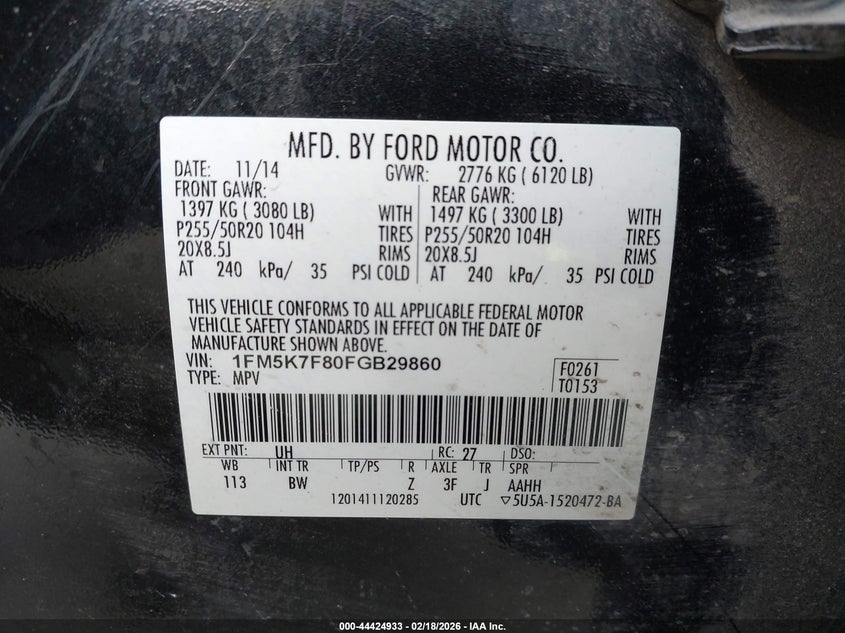 MFD. BY FORD MOTOR CO.
DATE: 11/14 GVWR: 2776 KG ( 6120 LB)
FRONT GAWR: REAR GAWR:
1397 KG ( 3080 LB) WITH 1497 KG ( 3300 LB) WITH
P255/50R20 104H TIRES P255/50R20 104H TIRES
20X8.5J RIMS 20X8.5J RIMS
AT 240 kPa/ 35 PSI COLD AT 240 kPa/ 35 PSI COLD
THIS VEHICLE CONFORMS TO ALL APPLICABLE FEDERAL MOTOR
VEHICLE SAFETY STANDARDS IN EFFECT ON THE DATE OF
MANUFACTURE SHOWN ABOVE.
VIN: 1FM5K7F80FGB29860 F0261
TYPE: MPV T0153
EXT PNT: UH RC: 27 DSO:
WB INT TR TP/PS R AXLE TR SPR
113 BW Z 3F J AAHH
1201411120285 UTC ▽5U5A-1520472-BA
000-44424933 - 02/18/2026 - IAA Inc.